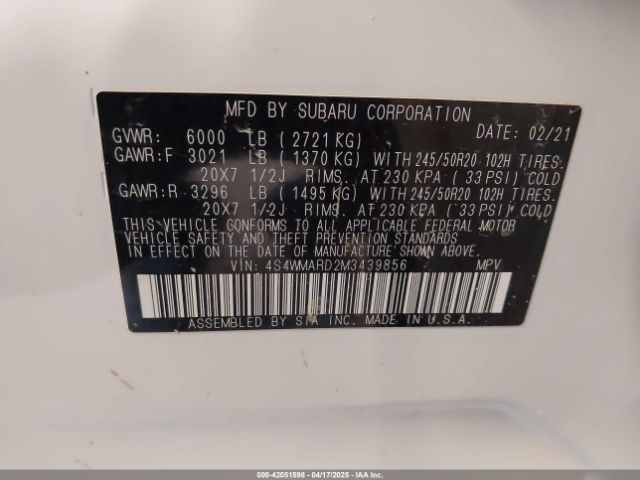 MFD BY SUBARU CORPORATION
GVWR: 6000 LB ( 2721 KG) DATE: 02/21
GAWR:F 3021 LB ( 1370 KG) WITH 245/50R20 102H TIRES.
20X7 1/2J RIMS. AT 230 KPA ( 33 PSI ) COLD
GAWR:R 3296 LB ( 1495 KG) WITH 245/50R20 102H TIRES.
20X7 1/2J RIMS. AT 230 KPA ( 33 PSI ) COLD
THIS VEHICLE CONFORMS TO ALL APPLICABLE FEDERAL MOTOR
VEHICLE SAFETY AND THEFT PREVENTION STANDARDS
IN EFFECT ON THE DATE OF MANUFACTURE SHOWN ABOVE.
VIN: 4S4WMARD2M3439856 MPV
ASSEMBLED BY SIA INC. MADE IN U.S.A.
000-42051598 - 04/17/2025 - IAA Inc.